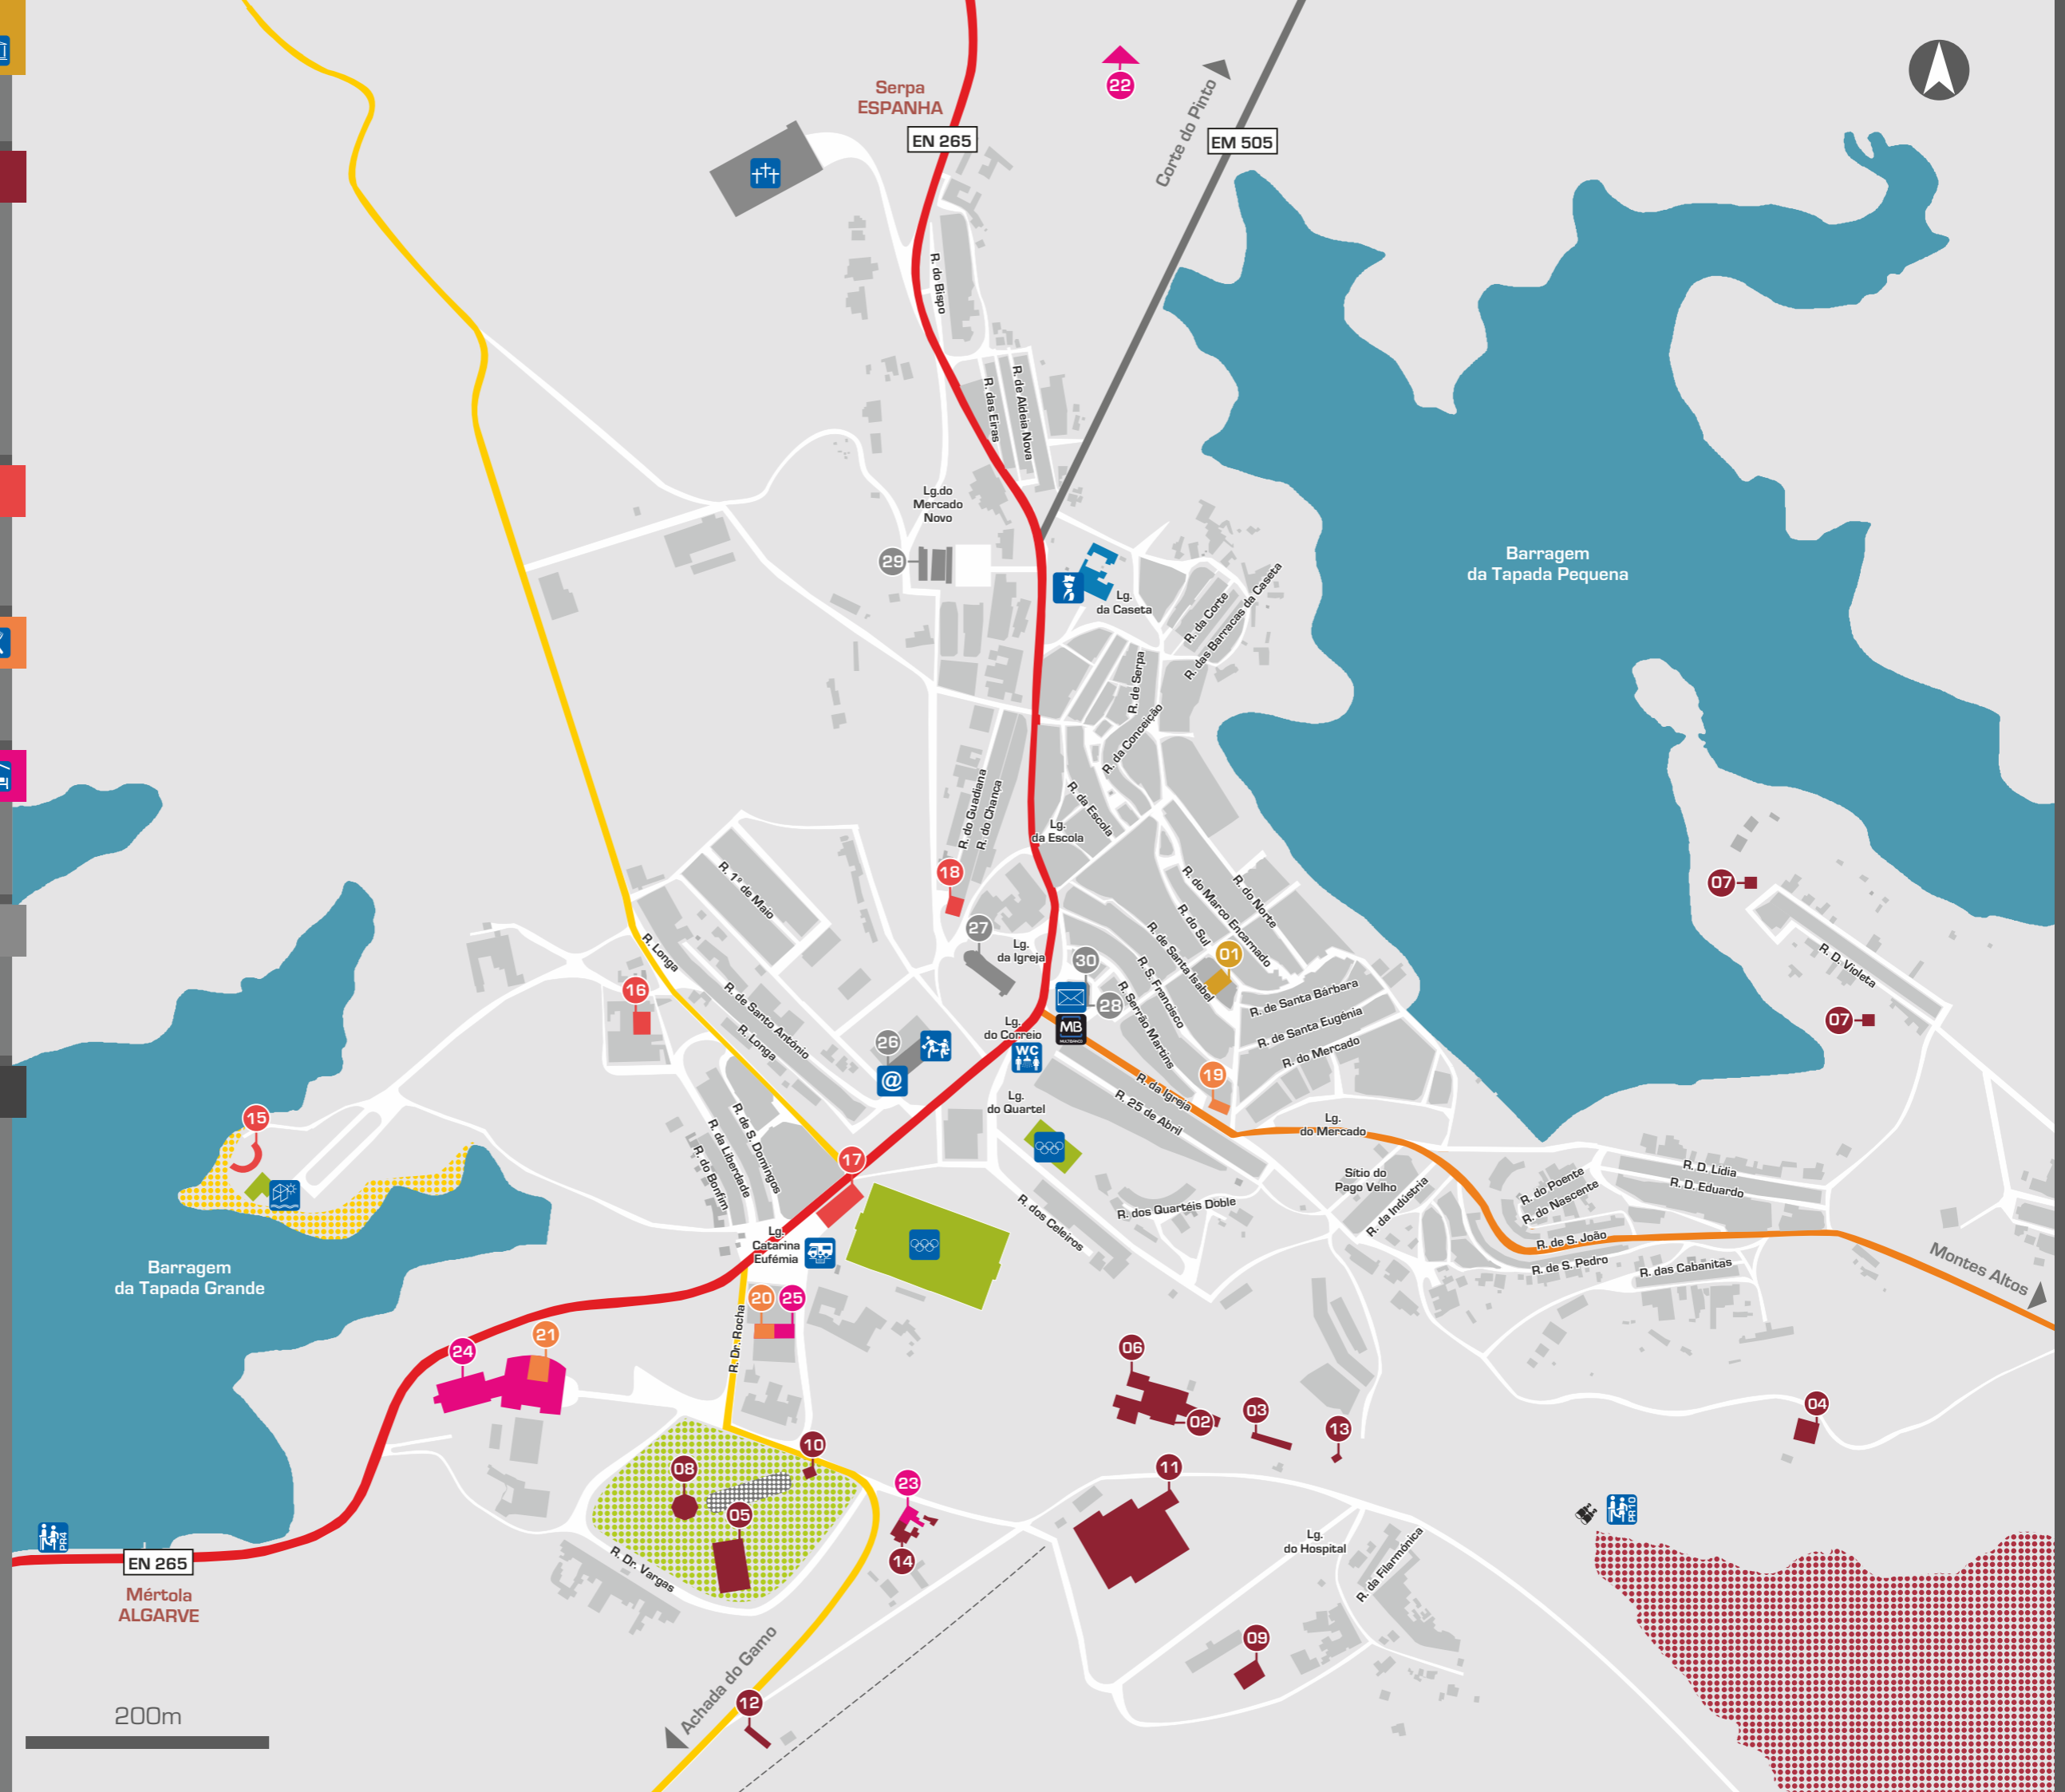 Serpa
ESPANHA
EN 265
22
Corte do Pinto
EM 505
R. do Bispo
R. das Eiras
R. de Aldeia Nova
Lg.do
Mercado
Novo
29
Lg.
da Caseta
R. da Corte
R. das Barracas da Caseta
Barragem
da Tapada Pequena
R. de Serpa
R. da Conceição
R. do Guadiana
R. do Chança
R. da Escola
Lg.
da Escola
18
R. 1º de Maio
27
Lg.
da Igreja
R. do Norte
R. do Marco Encarnado
R. do Sul
R. de Santa Isabel
01
R. S. Francisco
R. Serrão Martins
30
28
07
R. D. Violeta
07
R. Longa
16
R. de Santo António
R. Longa
26
@
Lg.
do Correio
MB
MULTIBANCO
WC
R. de Santa Bárbara
R. de Santa Eugénia
R. do Mercado
19
R. da Igreja
R. 25 de Abril
Lg.
do Quartel
Lg.
do Mercado
15
R. de S. Domingos
R. da Liberdade
R. do Bonfim
17
Sítio do
Pago Velho
R. da Indústria
R. do Poente
R. do Nascente
R. D. Lídia
R. D. Eduardo
R. de S. João
R. de S. Pedro
R. das Cabanitas
Montes Altos
R. dos Quartéis Doble
R. dos Celeiros
Lg.
Catarina
Eufémia
Barragem
da Tapada Grande
20
25
R. Dr. Rocha
21
24
06
02
03
13
04
10
08
05
23
14
11
R. Dr. Vargas
PR4
EN 265
Mértola
ALGARVE
PR10
Lg.
do Hospital
R. da Filarmónica
09
Achada do Gamo
12
200m